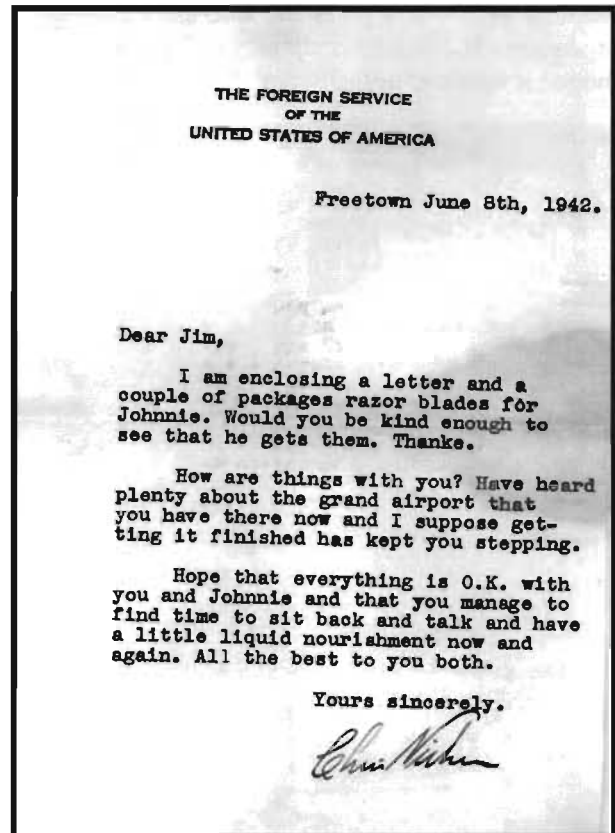 THE FOREIGN SERVICE
OF THE
UNITED STATES OF AMERICA
Freetown June 8th, 1942.
Dear Jim,
I am enclosing a letter and a
couple of packages razor blades for
Johnnie. Would you be kind enough to
see that he gets them. Thanke.
How are things with you? Have heard
plenty about the grand airport that
you have there now and I suppose get-
ting it finished has kept you stepping.
Hope that everything is O.K. with
you and Johnnie and that you manage to
find time to sit back and talk and have
a little liquid nourishment now and
again. All the best to you both.
Yours sincerely.